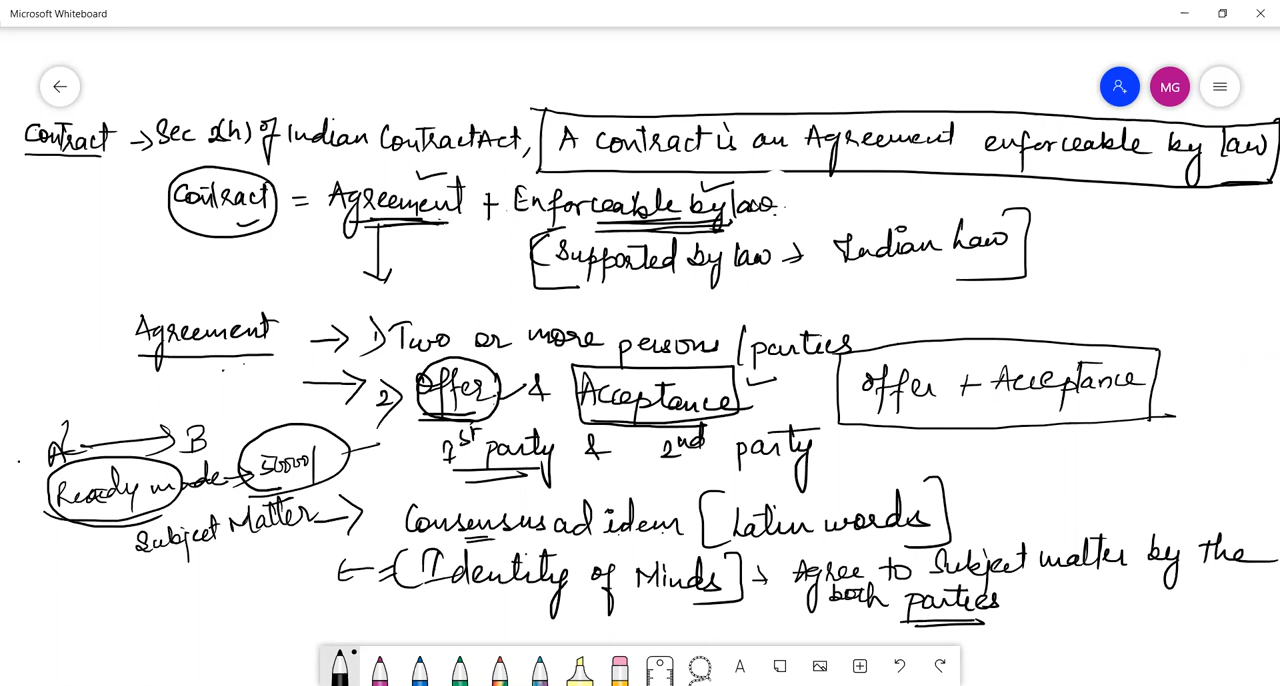 Microsoft Whiteboard
MG
Contract → Sec 2(h) of Indian Contract Act, A contract is an Agreement enforceable by law
Contract = Agreement + Enforceable by law.
[Supported by law → Indian Law]
Agreement → 1) Two or more persons/parties
→ 2) Offer & Acceptance
Offer + Acceptance
1st party & 2nd party
A → B
Ready made → 50000/-
Subject Matter → Consensus ad idem [Latin words]
(Identity of Minds] → Agree to subject matter by the
both parties
A